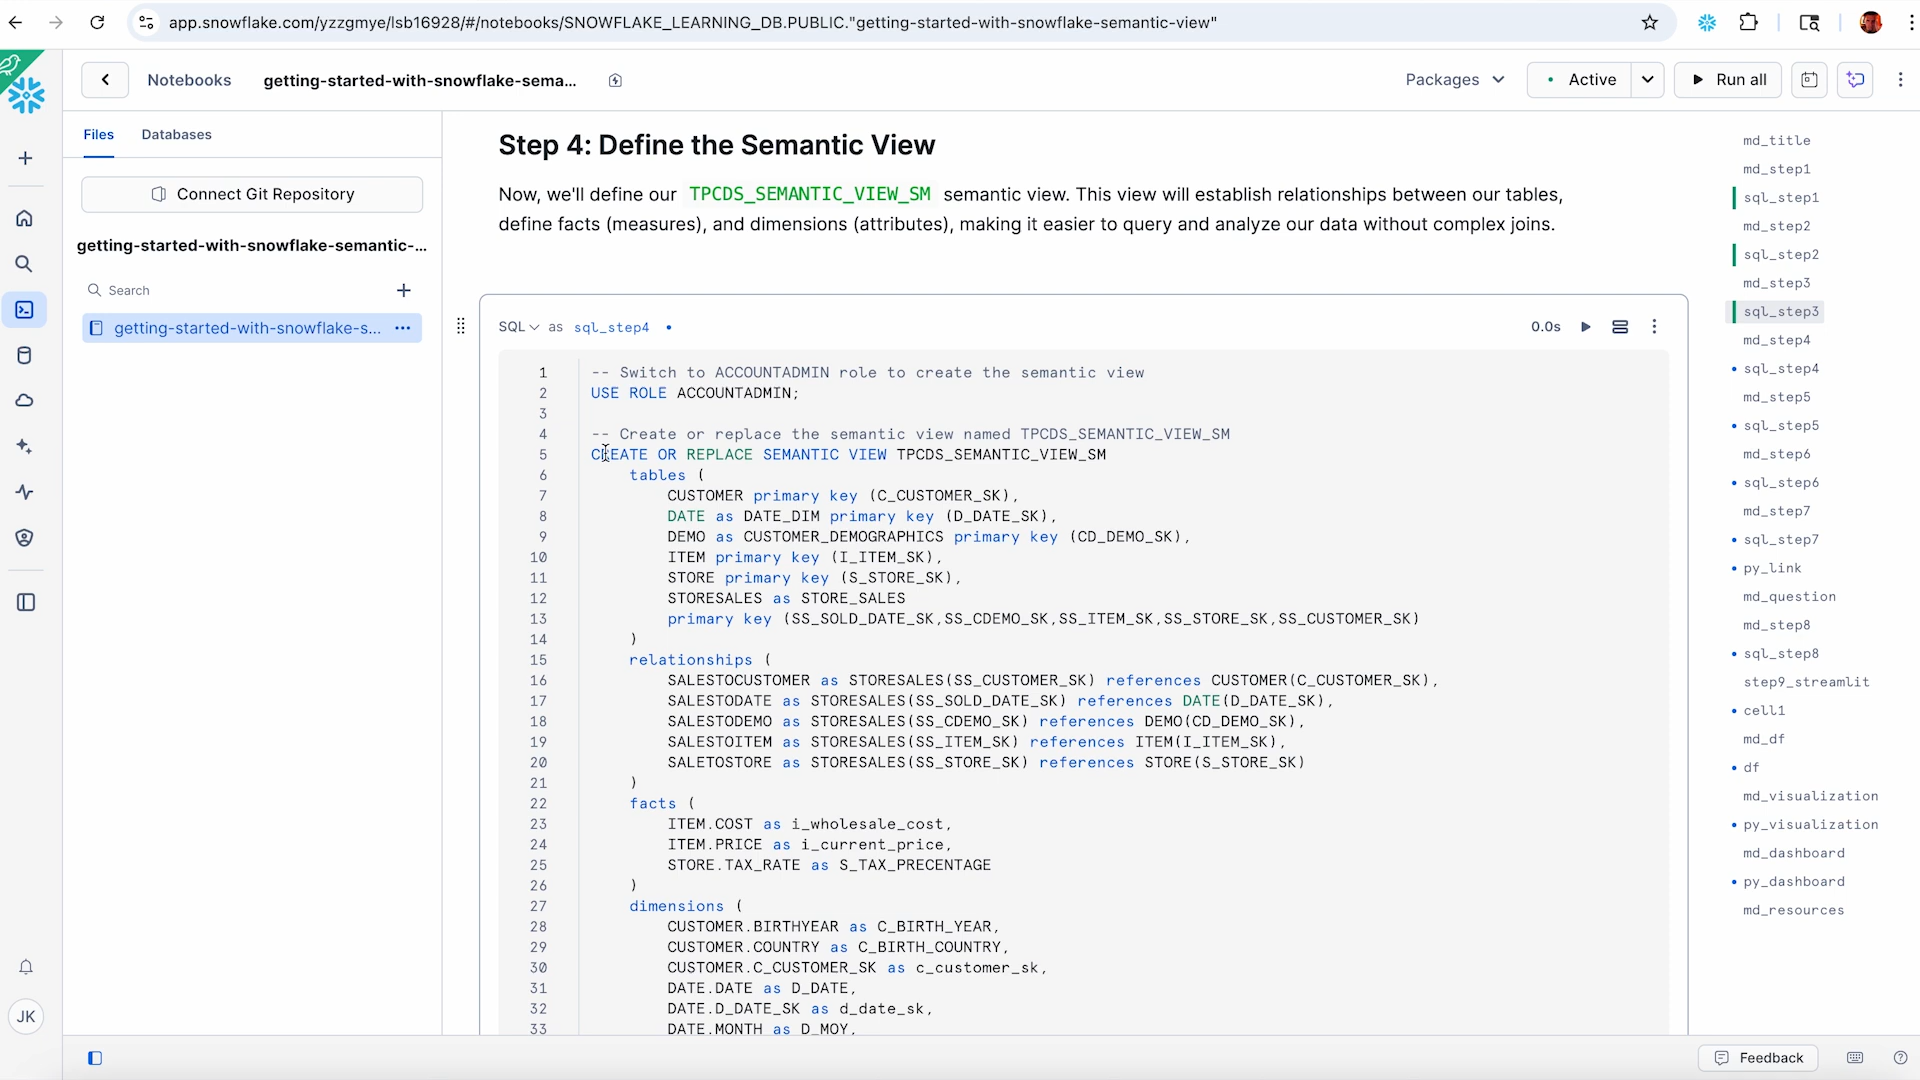 app.snowflake.com/yzzgmye/lsb16928/#/notebooks/SNOWFLAKE_LEARNING_DB.PUBLIC."getting-started-with-snowflake-semantic-view"
Notebooks
getting-started-with-snowflake-sema...
Packages
Active
Run all
Files
Databases
Connect Git Repository
getting-started-with-snowflake-semantic-...
Search
getting-started-with-snowflake-s...
JK
Step 4: Define the Semantic View
Now, we'll define our TPCDS_SEMANTIC_VIEW_SM semantic view. This view will establish relationships between our tables,
define facts (measures), and dimensions (attributes), making it easier to query and analyze our data without complex joins.
SQL as sql_step4
0.0s
1 -- Switch to ACCOUNTADMIN role to create the semantic view
2 USE ROLE ACCOUNTADMIN;
3
4 -- Create or replace the semantic view named TPCDS_SEMANTIC_VIEW_SM
5 CREATE OR REPLACE SEMANTIC VIEW TPCDS_SEMANTIC_VIEW_SM
6 tables (
7 CUSTOMER primary key (C_CUSTOMER_SK),
8 DATE as DATE_DIM primary key (D_DATE_SK),
9 DEMO as CUSTOMER_DEMOGRAPHICS primary key (CD_DEMO_SK),
10 ITEM primary key (I_ITEM_SK),
11 STORE primary key (S_STORE_SK),
12 STORESALES as STORE_SALES
13 primary key (SS_SOLD_DATE_SK,SS_CDEMO_SK,SS_ITEM_SK,SS_STORE_SK,SS_CUSTOMER_SK)
14 )
15 relationships (
16 SALESTOCUSTOMER as STORESALES(SS_CUSTOMER_SK) references CUSTOMER(C_CUSTOMER_SK),
17 SALESTODATE as STORESALES(SS_SOLD_DATE_SK) references DATE(D_DATE_SK),
18 SALESTODEMO as STORESALES(SS_CDEMO_SK) references DEMO(CD_DEMO_SK),
19 SALESTOITEM as STORESALES(SS_ITEM_SK) references ITEM(I_ITEM_SK),
20 SALETOSTORE as STORESALES(SS_STORE_SK) references STORE(S_STORE_SK)
21 )
22 facts (
23 ITEM.COST as i_wholesale_cost,
24 ITEM.PRICE as i_current_price,
25 STORE.TAX_RATE as S_TAX_PRECENTAGE
26 )
27 dimensions (
28 CUSTOMER.BIRTHYEAR as C_BIRTH_YEAR,
29 CUSTOMER.COUNTRY as C_BIRTH_COUNTRY,
30 CUSTOMER.C_CUSTOMER_SK as c_customer_sk,
31 DATE.DATE as D_DATE,
32 DATE.D_DATE_SK as d_date_sk,
33 DATE.MONTH as D_MOY,
md_title
md_step1
sql_step1
md_step2
sql_step2
md_step3
sql_step3
md_step4
sql_step4
md_step5
sql_step5
md_step6
sql_step6
md_step7
sql_step7
py_link
md_question
md_step8
sql_step8
step9_streamlit
cell1
md_df
df
md_visualization
py_visualization
md_dashboard
py_dashboard
md_resources
Feedback